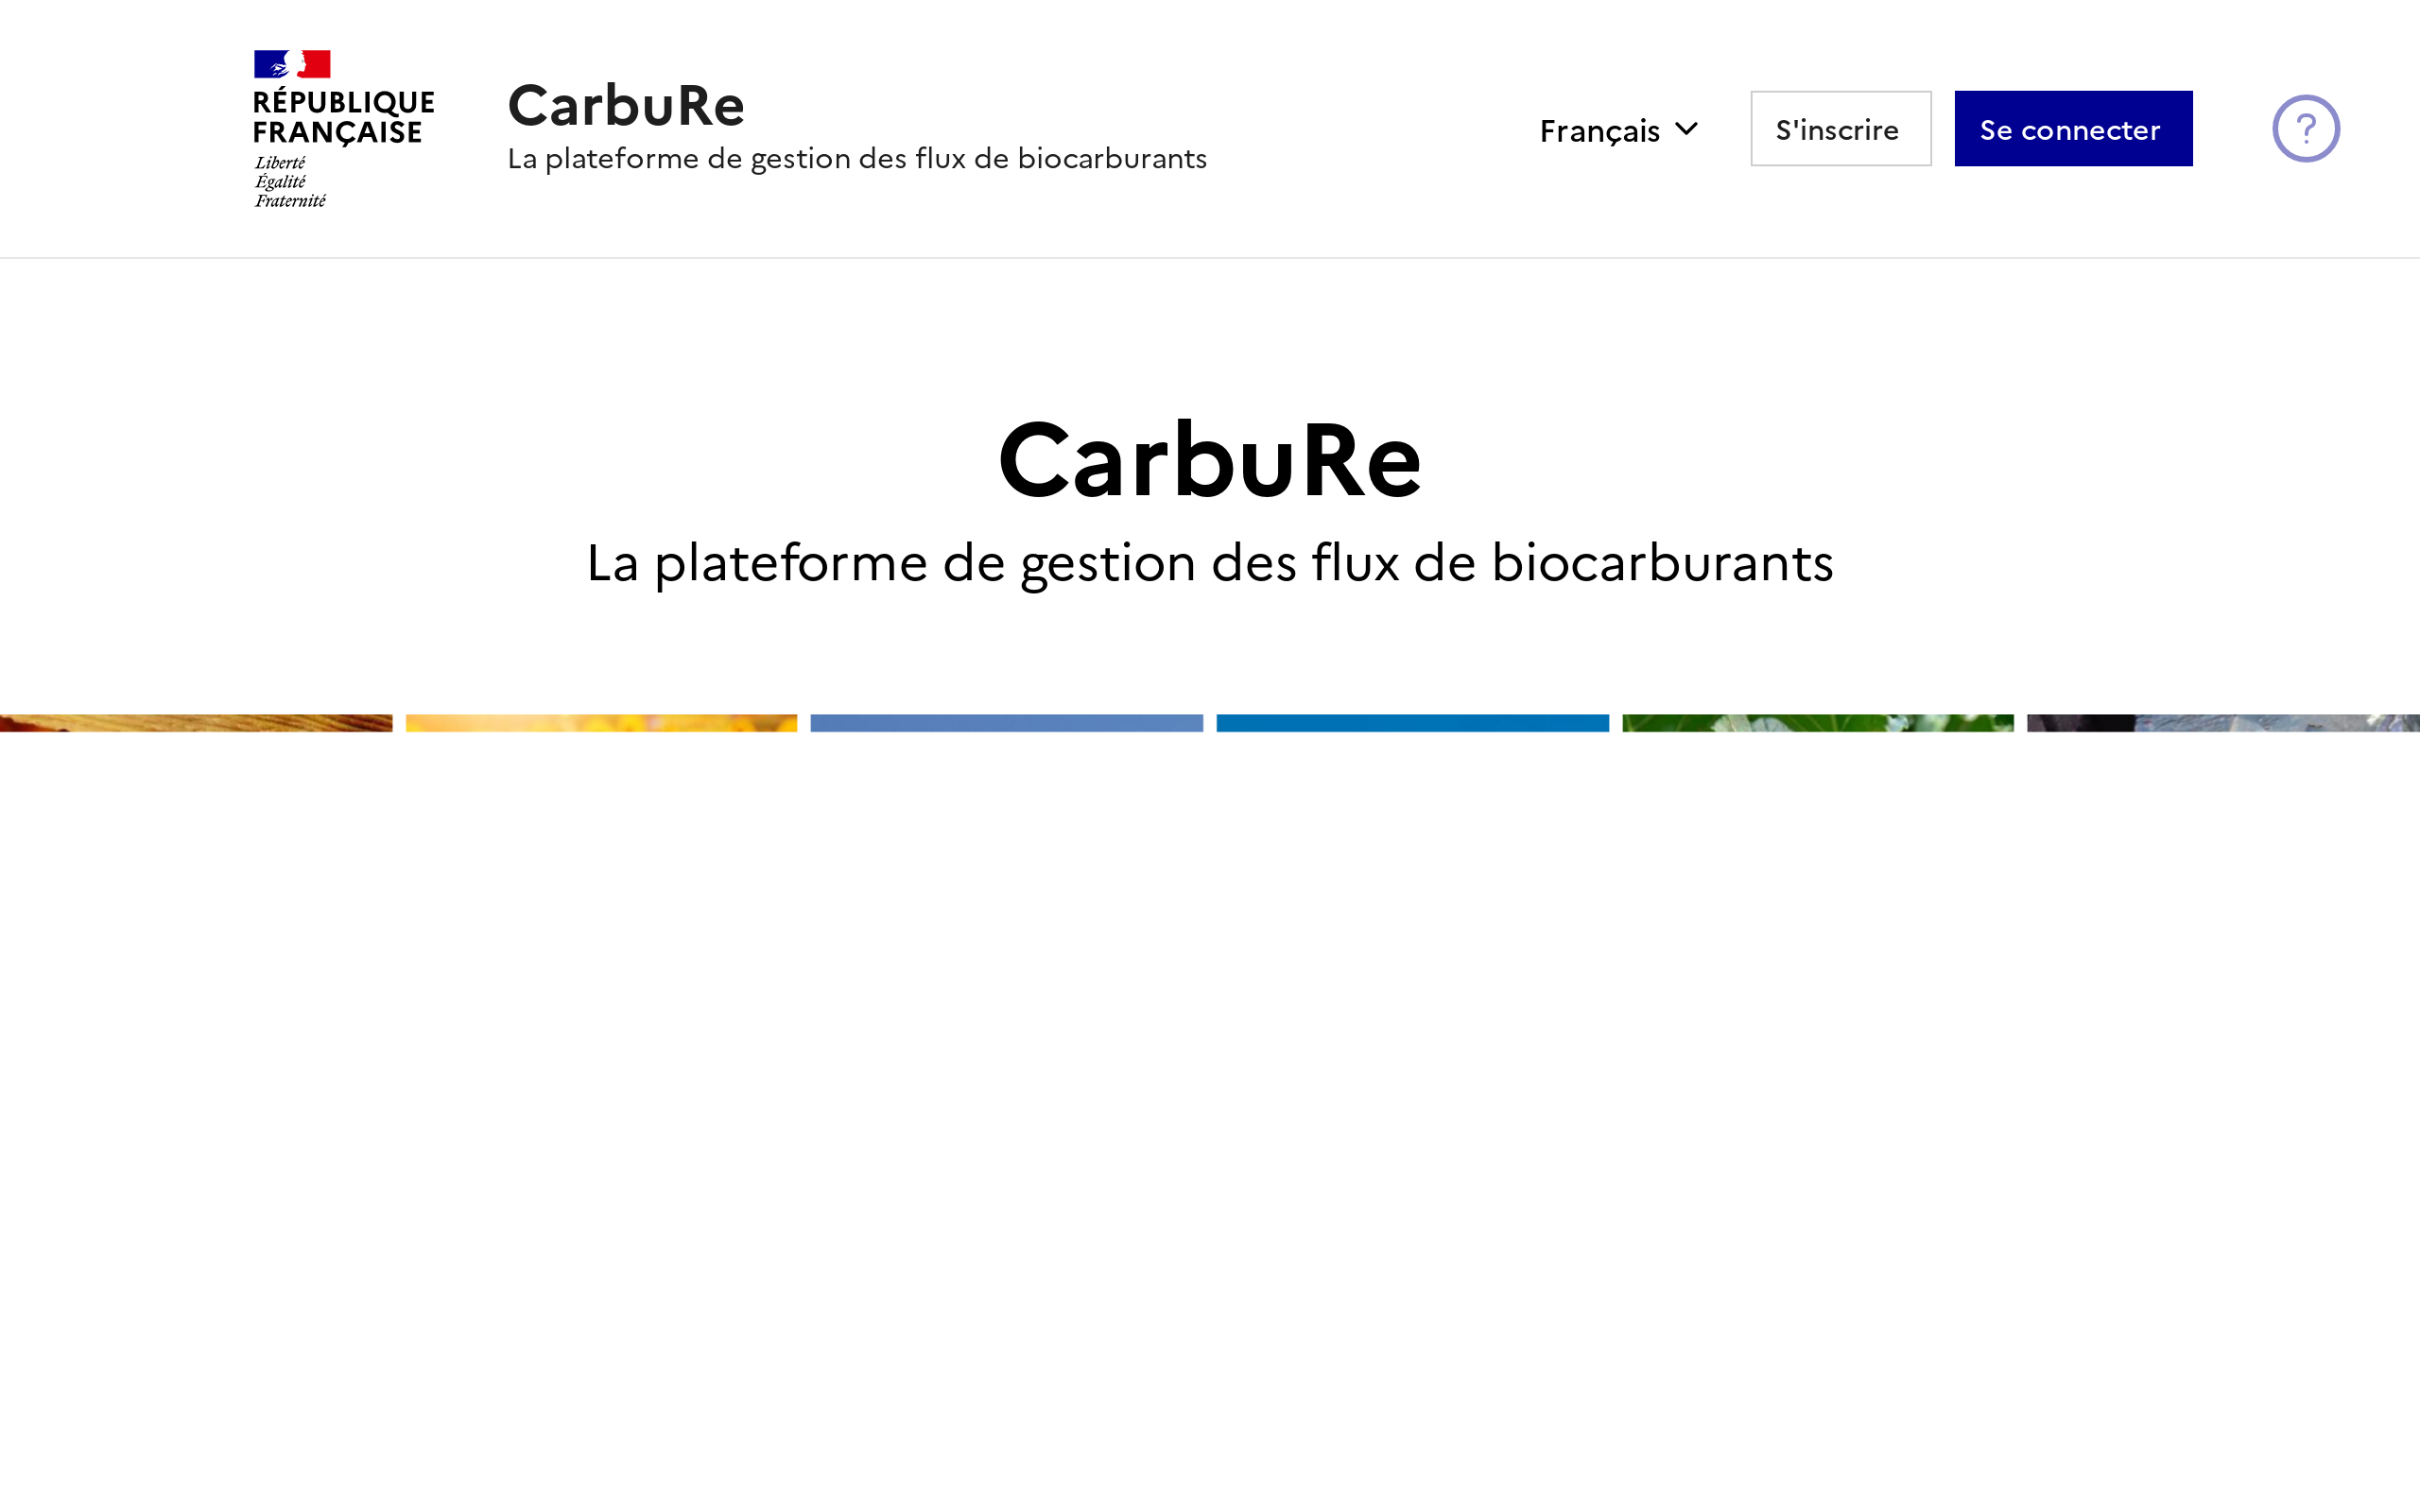 RÉPUBLIQUE
FRANÇAISE
Liberté
Égalité
Fraternité
CarbuRe
La plateforme de gestion des flux de biocarburants
Français
S'inscrire
Se connecter
?
CarbuRe
La plateforme de gestion des flux de biocarburants